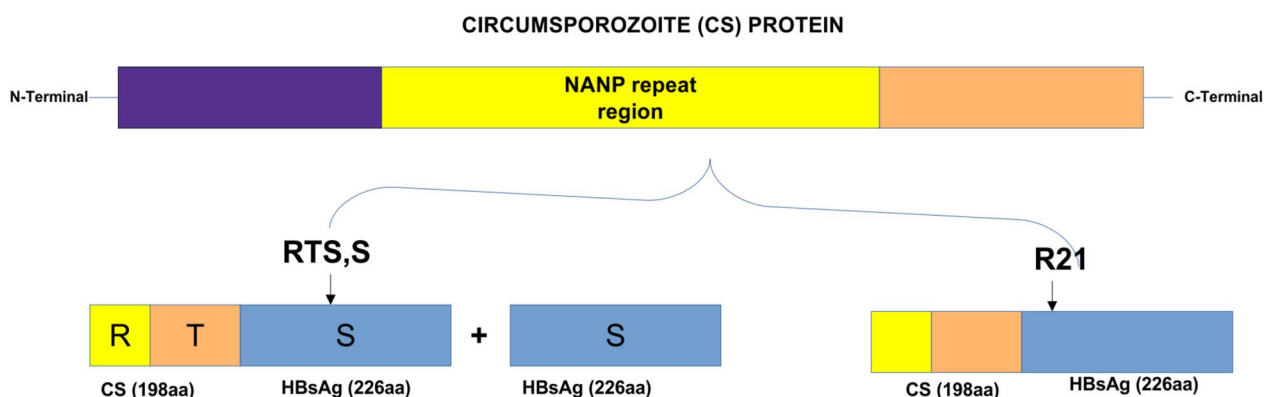 CIRCUMSPOROZOITE (CS) PROTEIN
N-Terminal
NANP repeat
region
C-Terminal
RTS,S
R21
R
T
S
+
S
CS (198aa)
HBsAg (226aa)
HBsAg (226aa)
CS (198aa)
HBsAg (226aa)